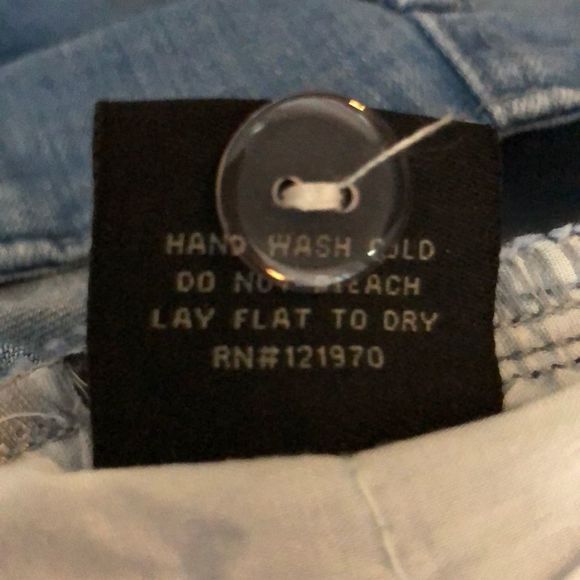 HAND WASH COLD
DO NOT BLEACH
LAY FLAT TO DRY
RN#121970